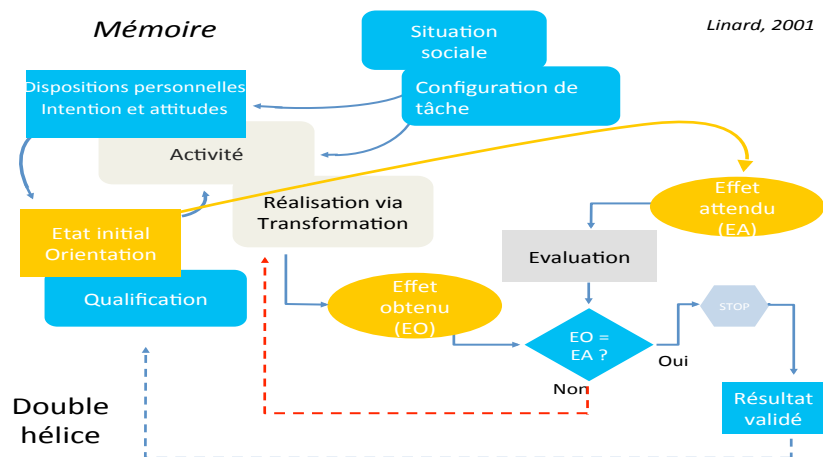 Mémoire
Situation
sociale
Linard, 2001
Dispositions personnelles
Intention et attitudes
Configuration de
tâche
Activité
Effet
attendu
(EA)
Réalisation via
Transformation
Etat initial
Orientation
Evaluation
Qualification
Effet
obtenu
(EO)
STOP
EO =
EA ?
Oui
Non
Double
hélice
Résultat
validé